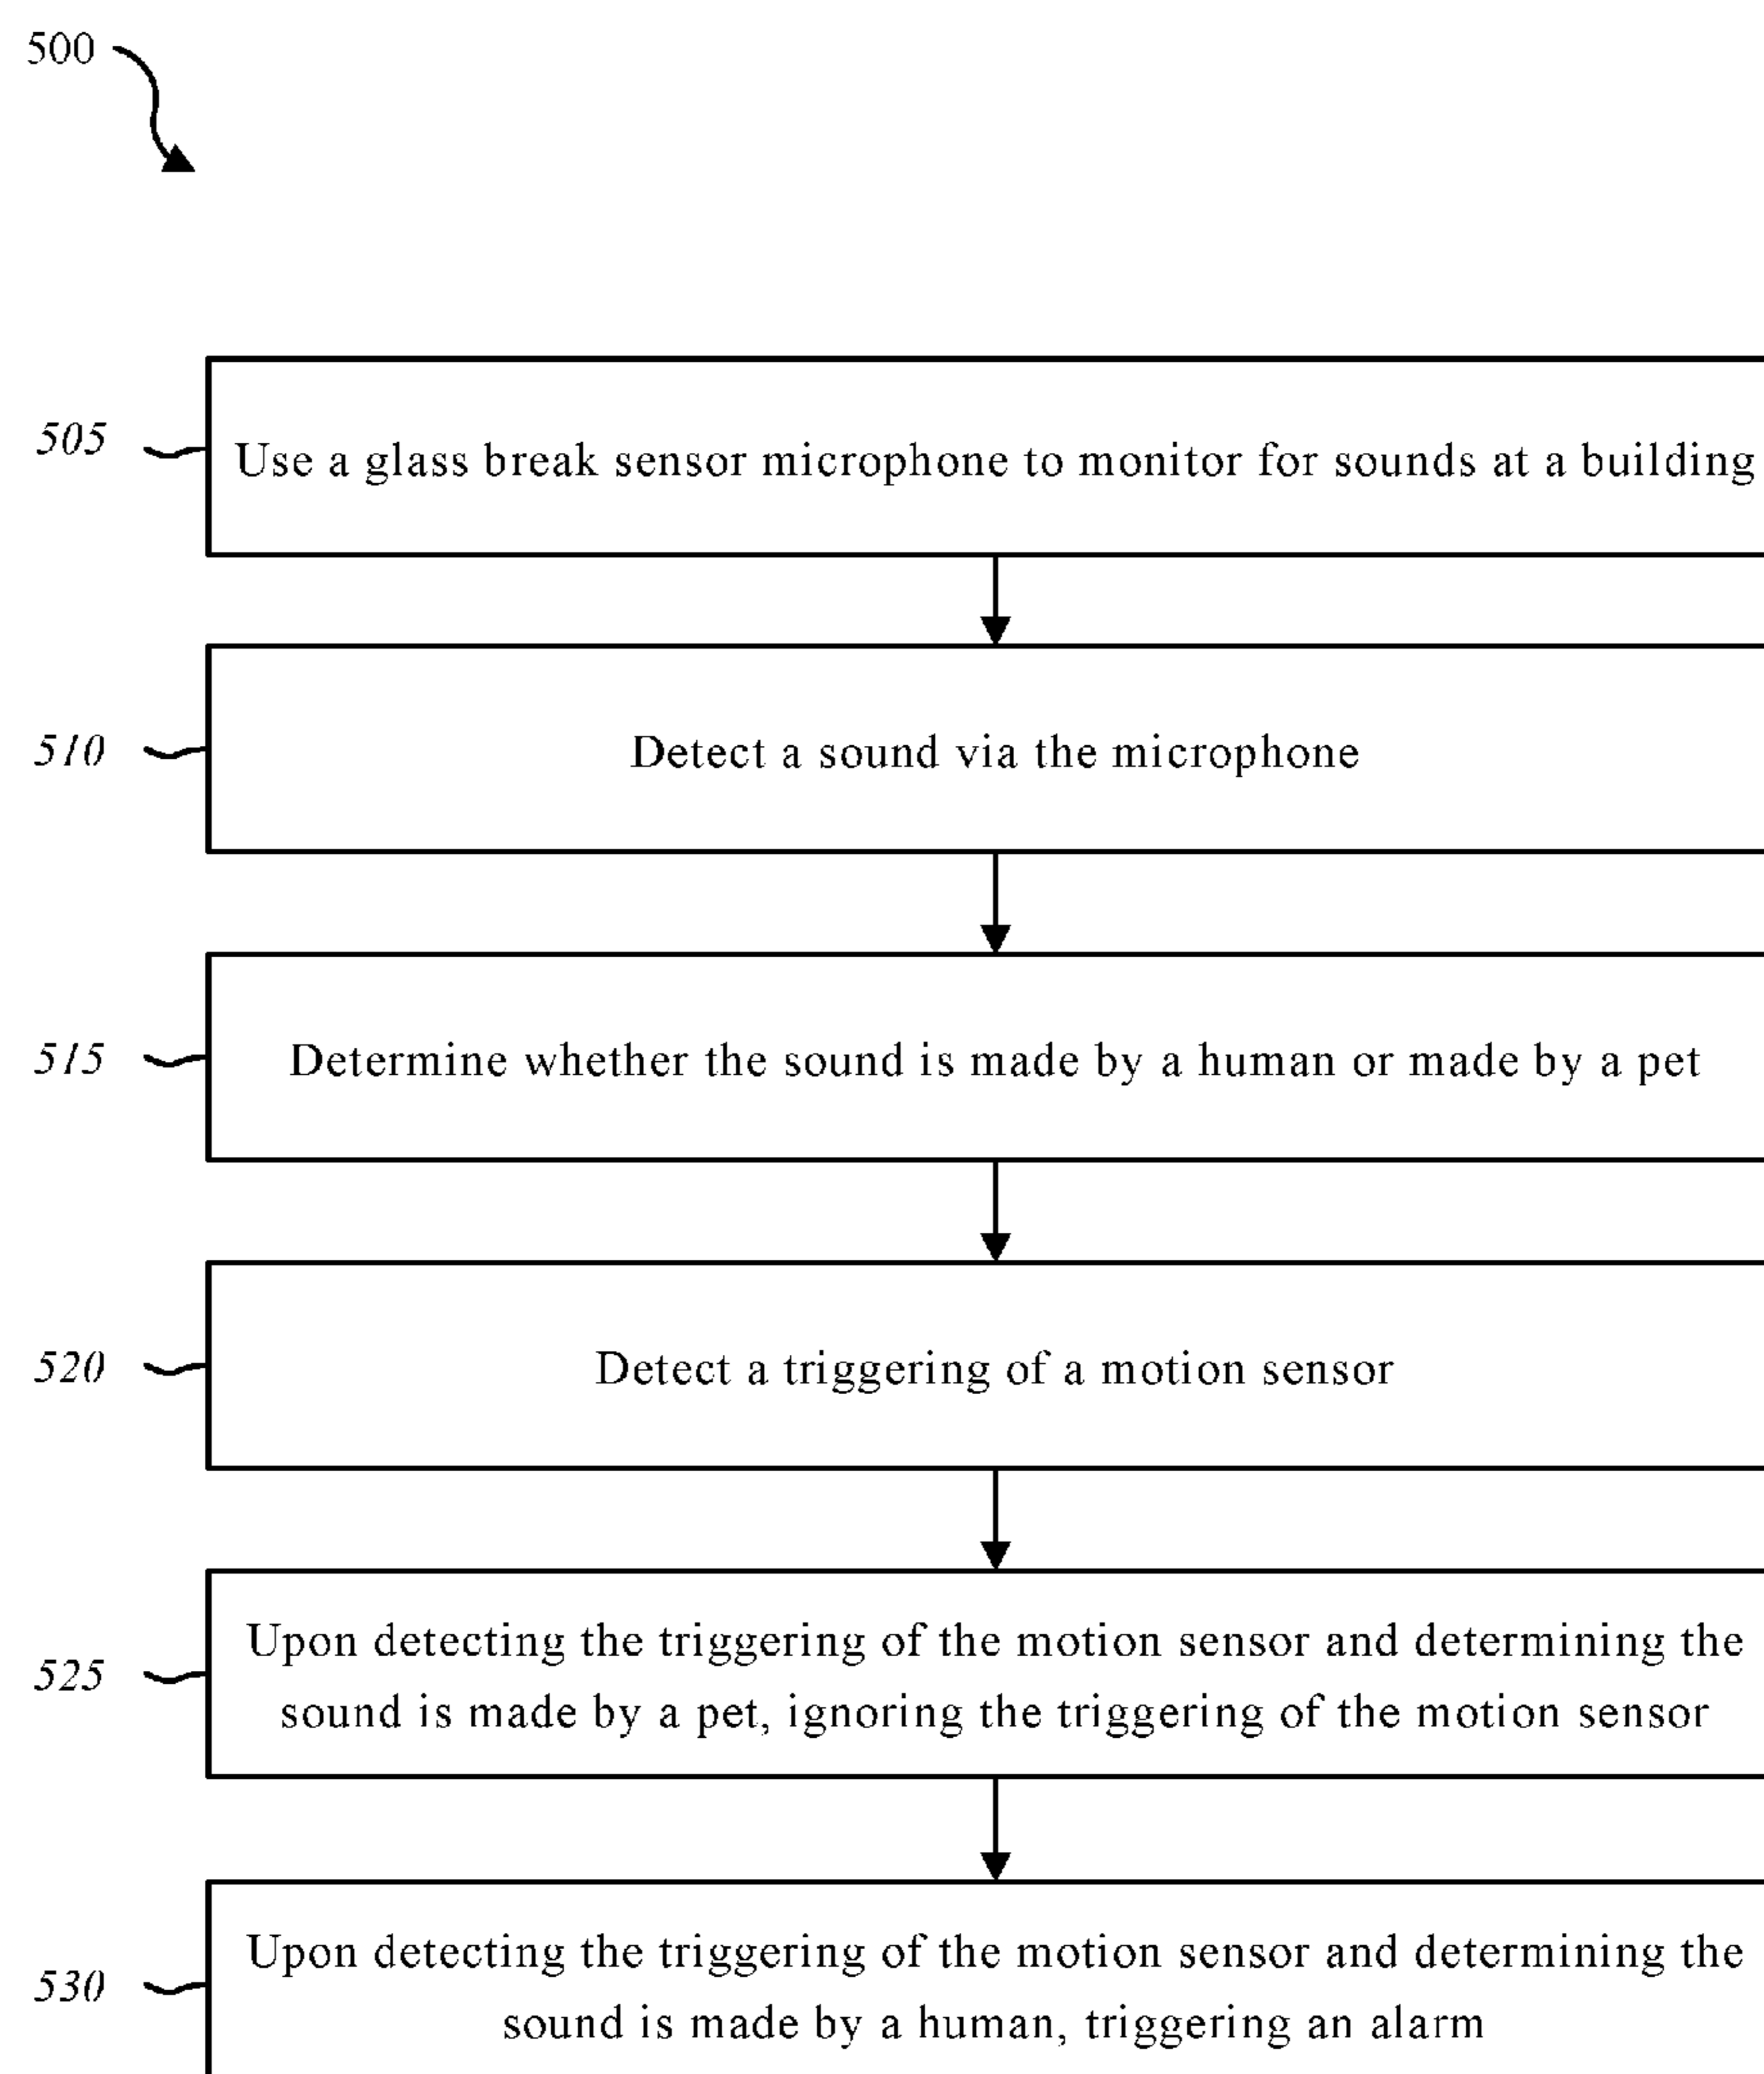 500
505
Use a glass break sensor microphone to monitor for sounds at a building
510
Detect a sound via the microphone
515
Determine whether the sound is made by a human or made by a pet
520
Detect a triggering of a motion sensor
525
Upon detecting the triggering of the motion sensor and determining the
sound is made by a pet, ignoring the triggering of the motion sensor
530
Upon detecting the triggering of the motion sensor and determining the
sound is made by a human, triggering an alarm